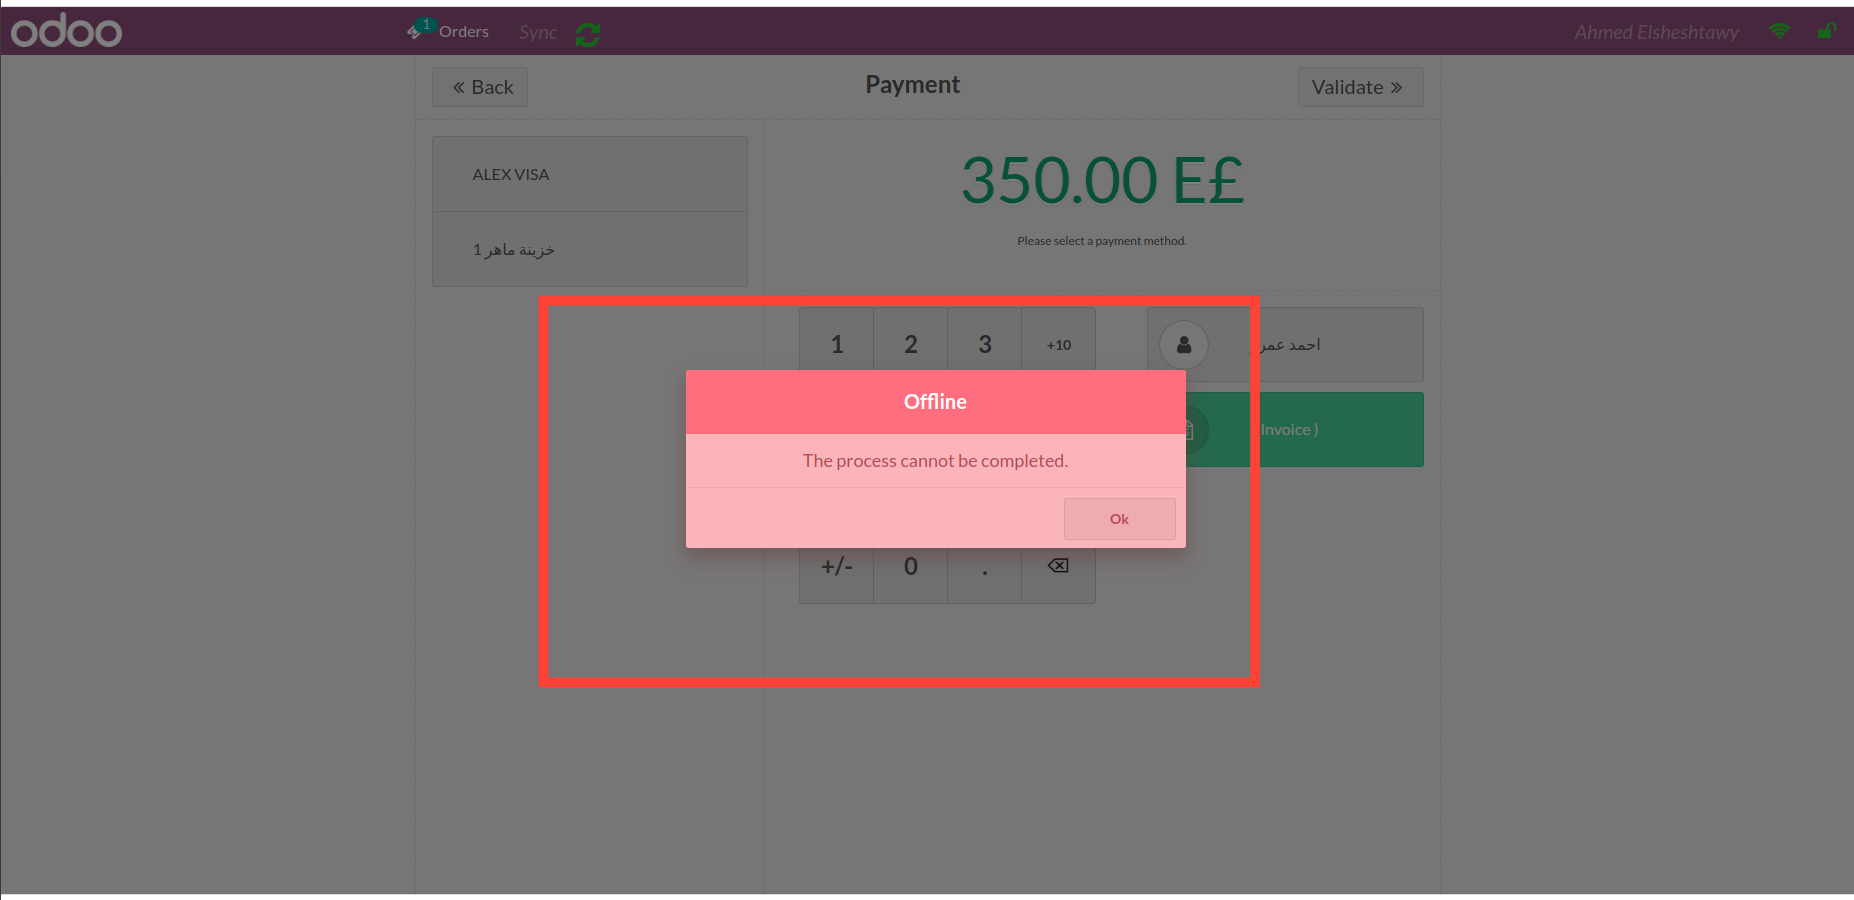 odoo
1 Orders Sync Ahmed Elsheshtawy
Back Payment Validate
ALEX VISA
خزينة ماهر 1
350.00 E£
Please select a payment method.
1 2 3 +10
احمد عمر
Offline
Invoice )
The process cannot be completed.
Ok
+/- 0 .